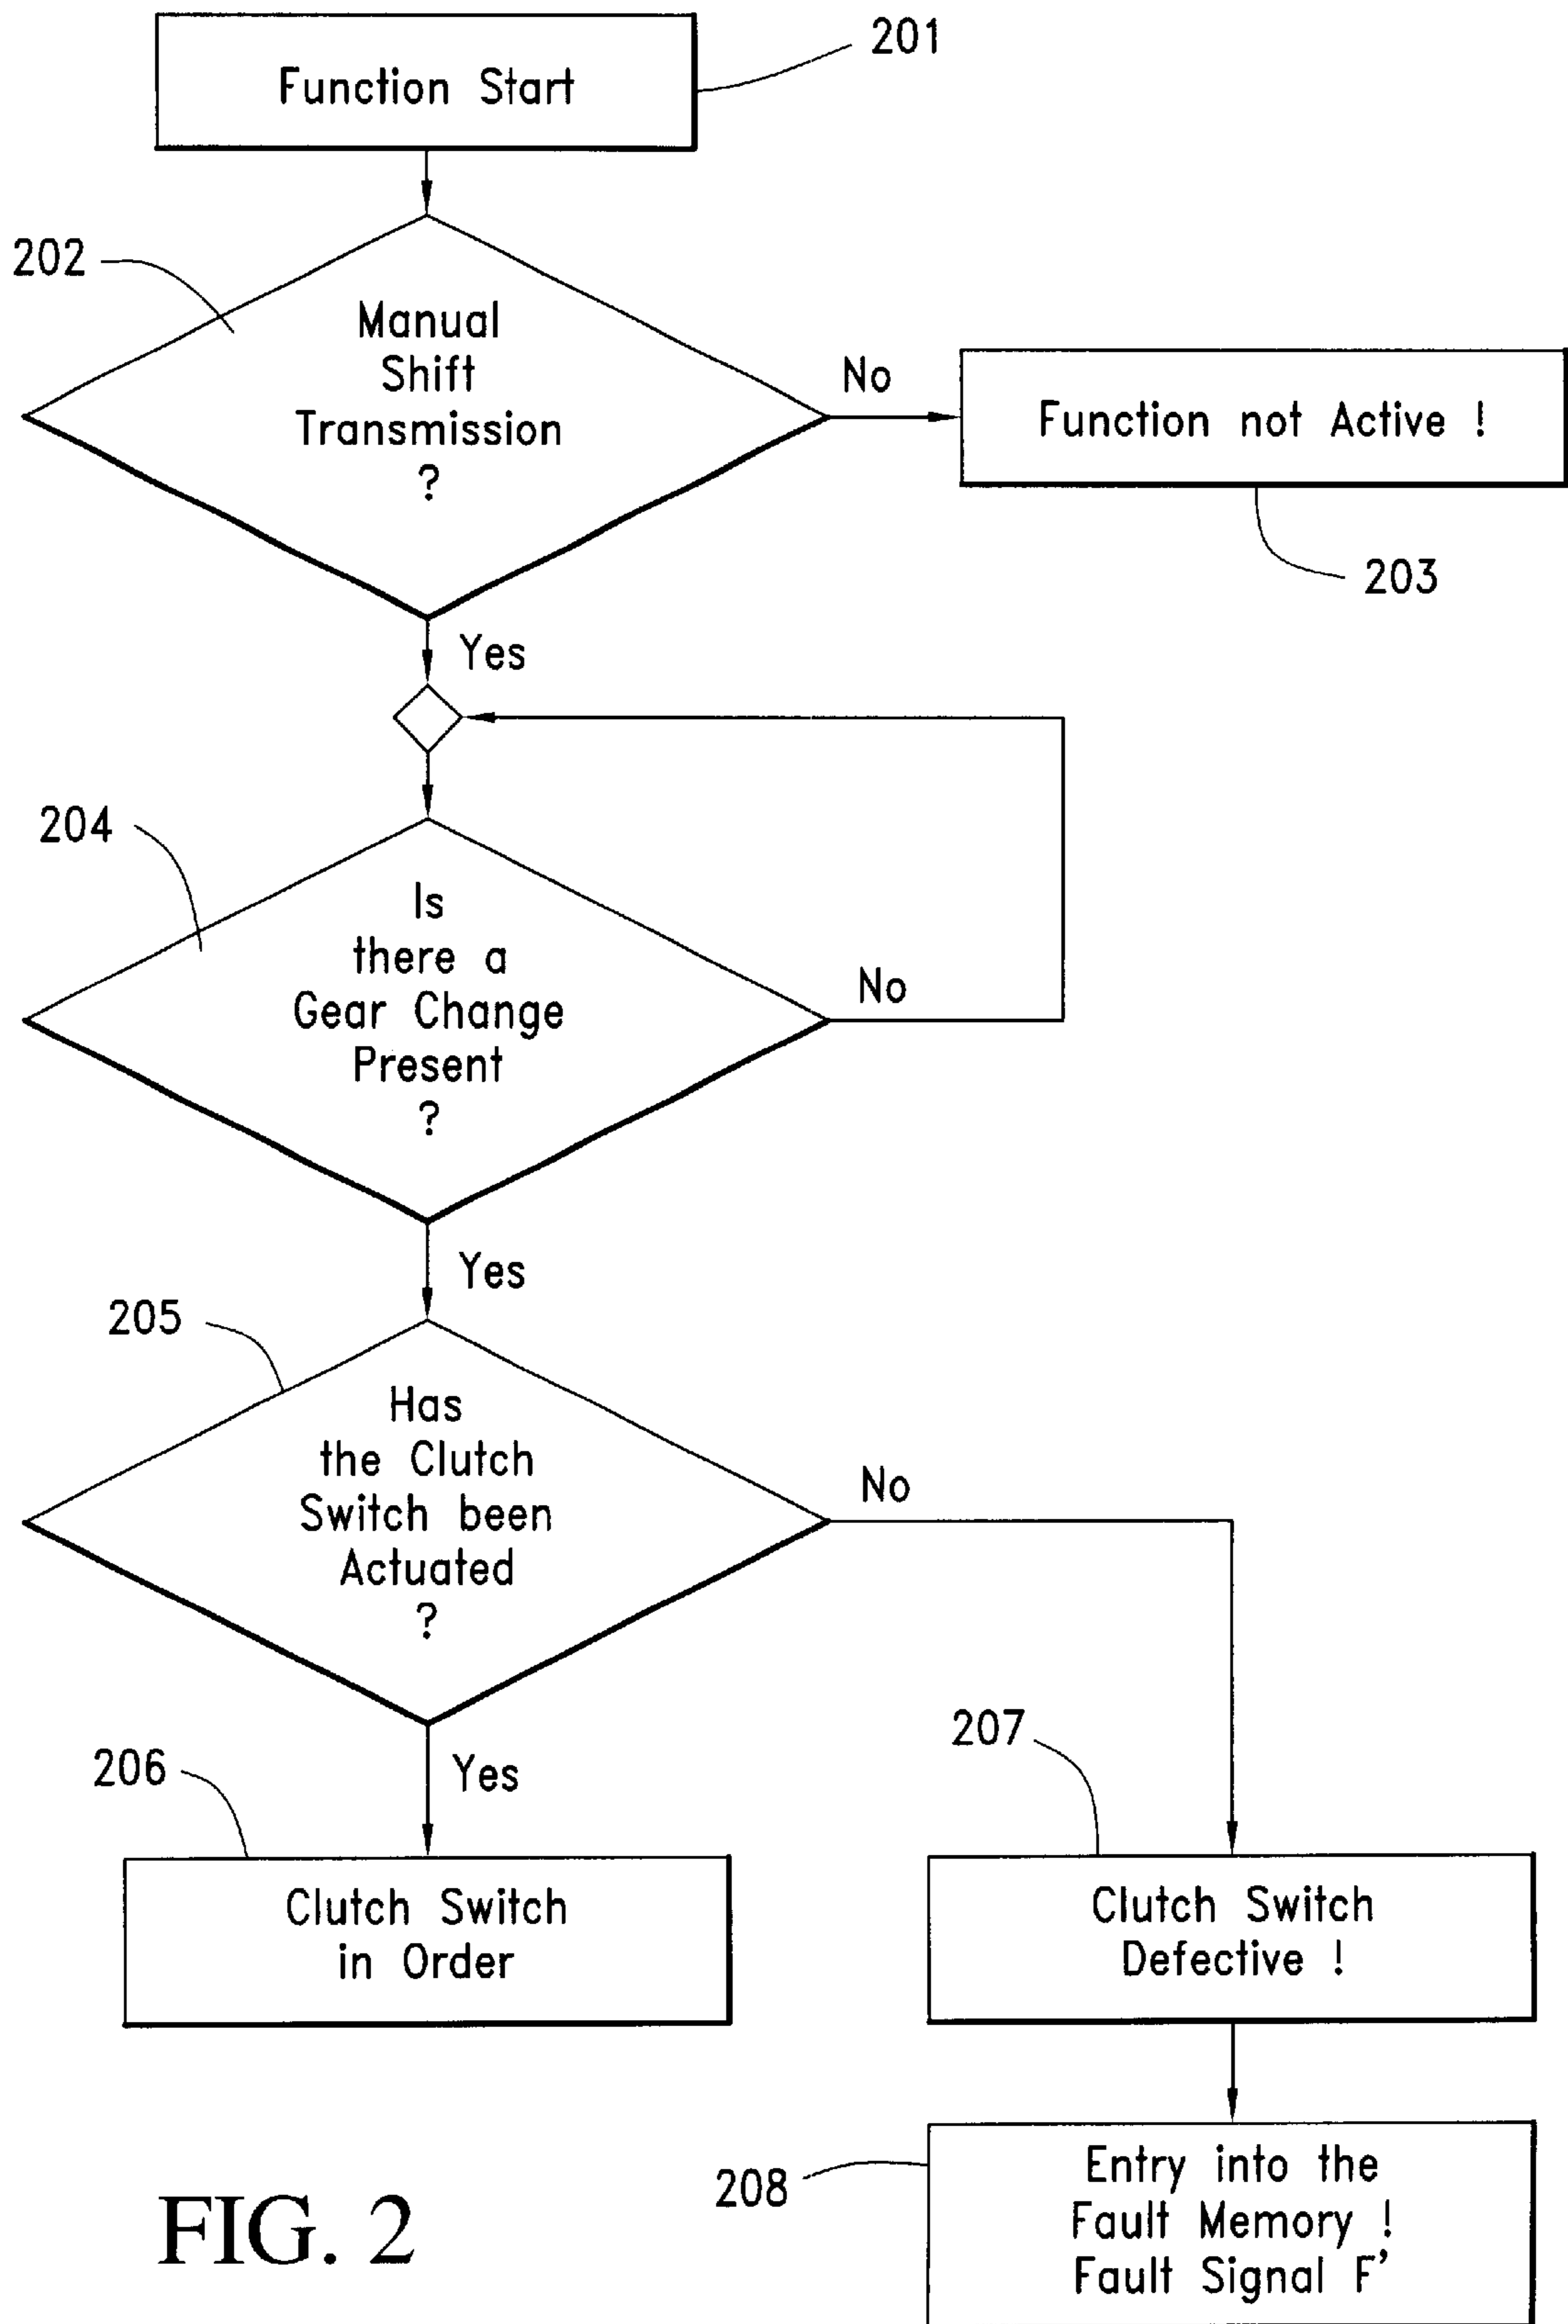 201
Function Start
202
Manual
Shift
Transmission
?
No
Function not Active !
203
Yes
204
Is
there a
Gear Change
Present
?
No
Yes
205
Has
the Clutch
Switch been
Actuated
?
No
207
206
Yes
Clutch Switch
in Order
Clutch Switch
Defective !
208
Entry into the
Fault Memory !
Fault Signal F'
FIG. 2